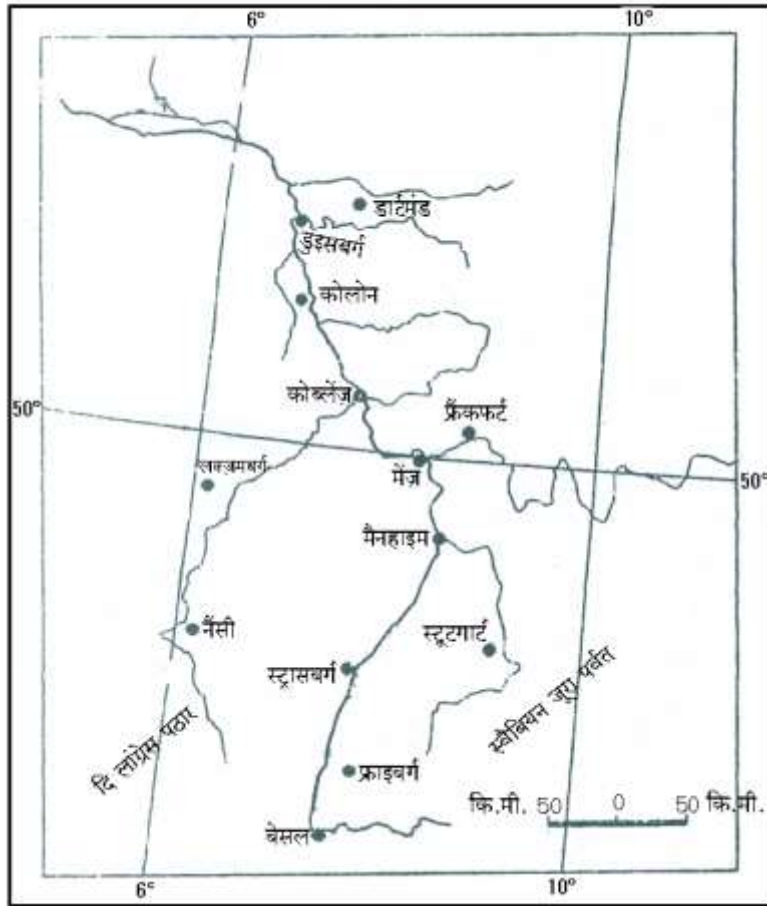 6° 10°
डार्टमंड
डुइसबर्ग
कोलोन
कोब्लेंज़
फ्रैंकफर्ट
50°
लक्ज़मबर्ग
मेंज़
50°
मैनहाइम
नैंसी
स्टूटगार्ट
स्ट्रासबर्ग
स्वैबियन जूरा पर्वत
दि लांग्रेस पठार
फ्राइबर्ग
कि.मी. 50 0 50 कि.मी.
बेसल
6° 10°